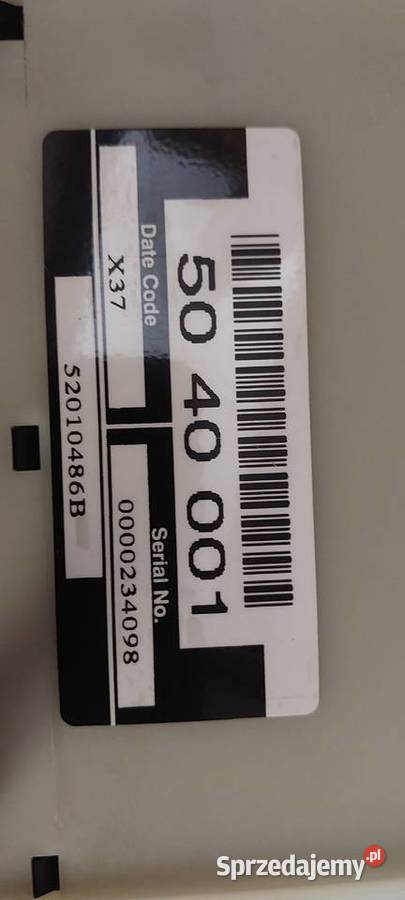 50 40 001
Date Code
Serial No.
X37
0000234098
52010486B
Sprzedajemy.pl